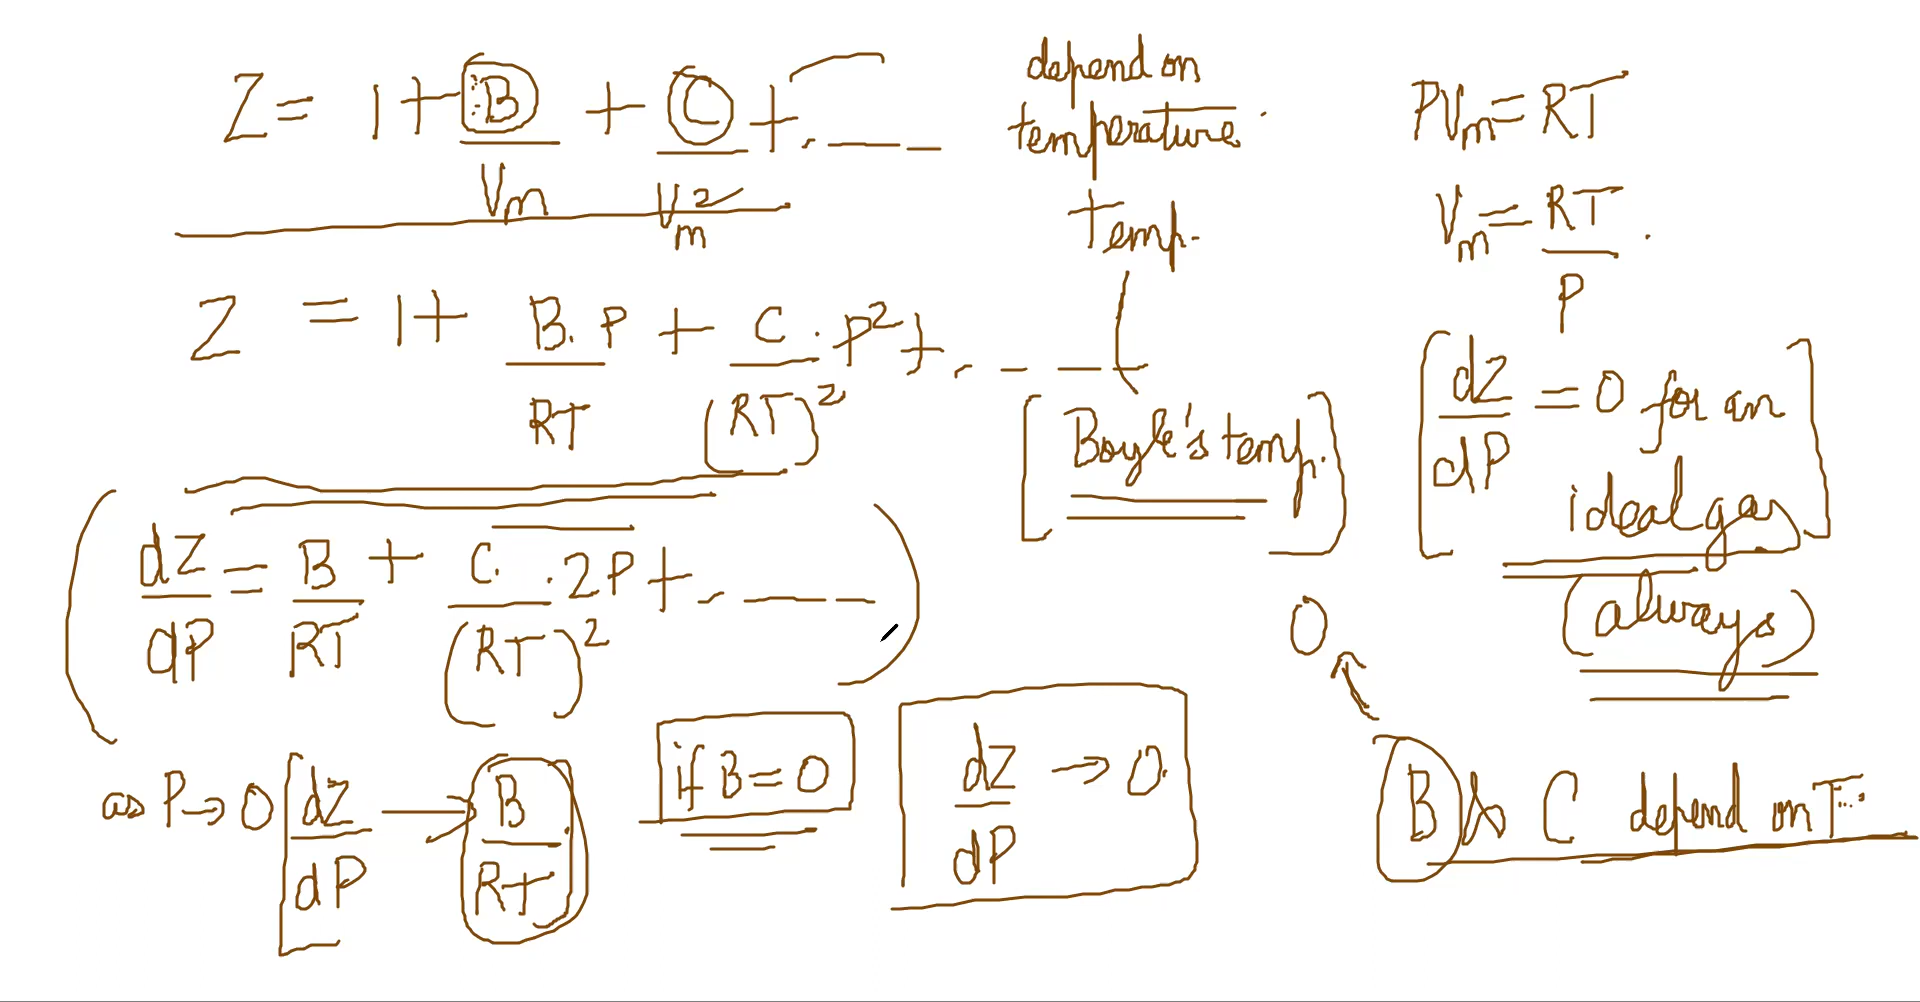 Z = 1 + B/Vm + C/Vm² + . — —
depend on
temperature.
temp.
PVm = RT
Vm = RT/P .
Z = 1 + B/RT . P + C/(RT)² . P² + . — — —
[Boyle's temp.]
[dZ/dP = 0 for an
ideal gas]
(always)
(dZ/dP = B/RT + C/(RT)² . 2P + . — — —)
0
as P → 0 dZ/dP → B/RT
if B = 0
dZ/dP → 0.
B & C depend on T